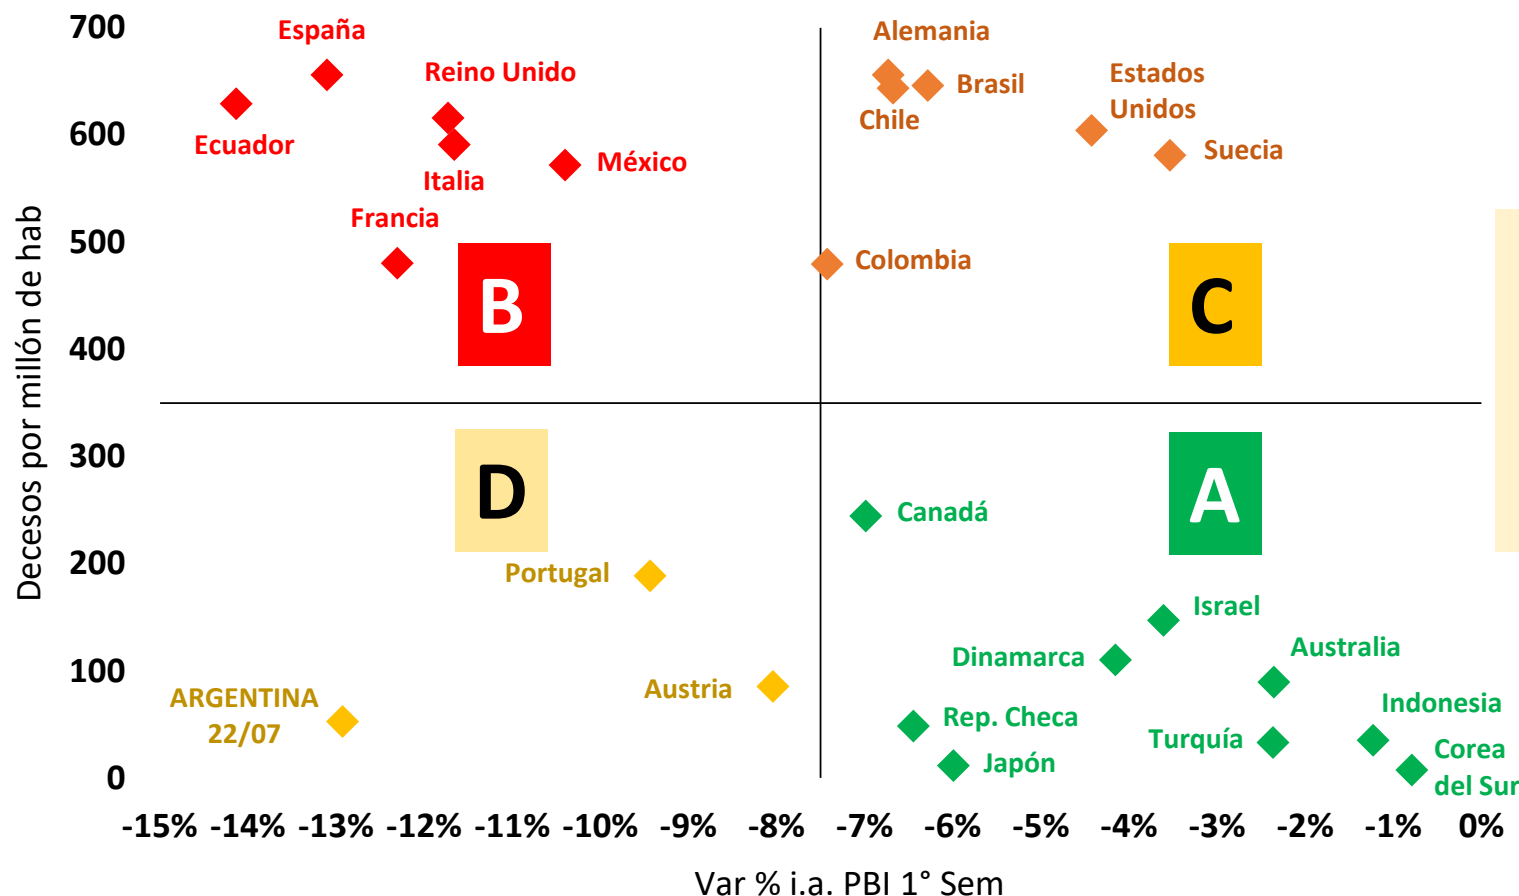 700
600
500
400
300
200
100
0
Decesos por millón de hab
España
Ecuador
Reino Unido
Italia
México
Francia
B
Alemania
Chile
Brasil
Estados
Unidos
Suecia
Colombia
C
D
Portugal
Austria
ARGENTINA
22/07
A
Canadá
Israel
Dinamarca
Australia
Rep. Checa
Japón
Turquía
Indonesia
Corea
del Sur
-15% -14% -13% -12% -11% -10% -9% -8% -7% -6% -5% -4% -3% -2% -1% 0%
Var % i.a. PBI 1° Sem